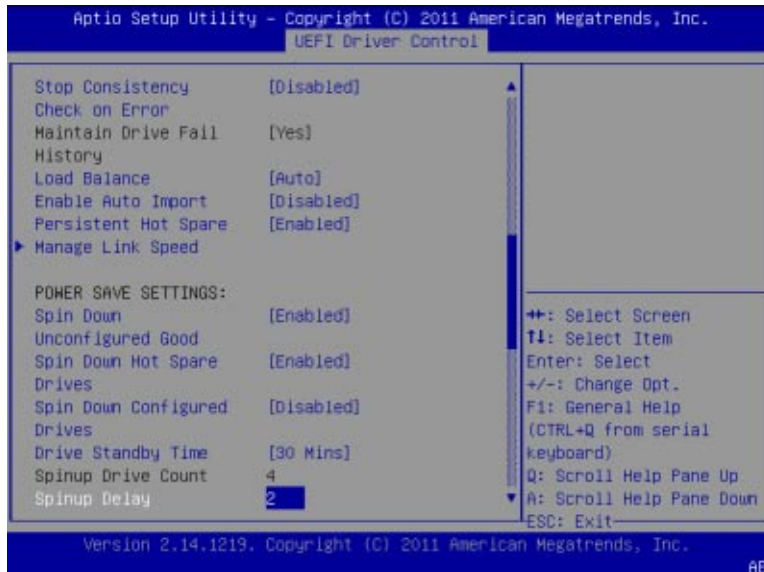 Aptio Setup Utility – Copyright (C) 2011 American Megatrends, Inc.
UEFI Driver Control
Stop Consistency [Disabled]
Check on Error
Maintain Drive Fail [Yes]
History
Load Balance [Auto]
Enable Auto Import [Disabled]
Persistent Hot Spare [Enabled]
Manage Link Speed
POWER SAVE SETTINGS:
Spin Down [Enabled]
Unconfigured Good
Spin Down Hot Spare [Enabled]
Drives
Spin Down Configured [Disabled]
Drives
Drive Standby Time [30 Mins]
Spinup Drive Count 4
Spinup Delay 2
→←: Select Screen
↑↓: Select Item
Enter: Select
+/-: Change Opt.
F1: General Help
(CTRL+Q from serial
keyboard)
Q: Scroll Help Pane Up
A: Scroll Help Pane Down
ESC: Exit
Version 2.14.1219. Copyright (C) 2011 American Megatrends, Inc.